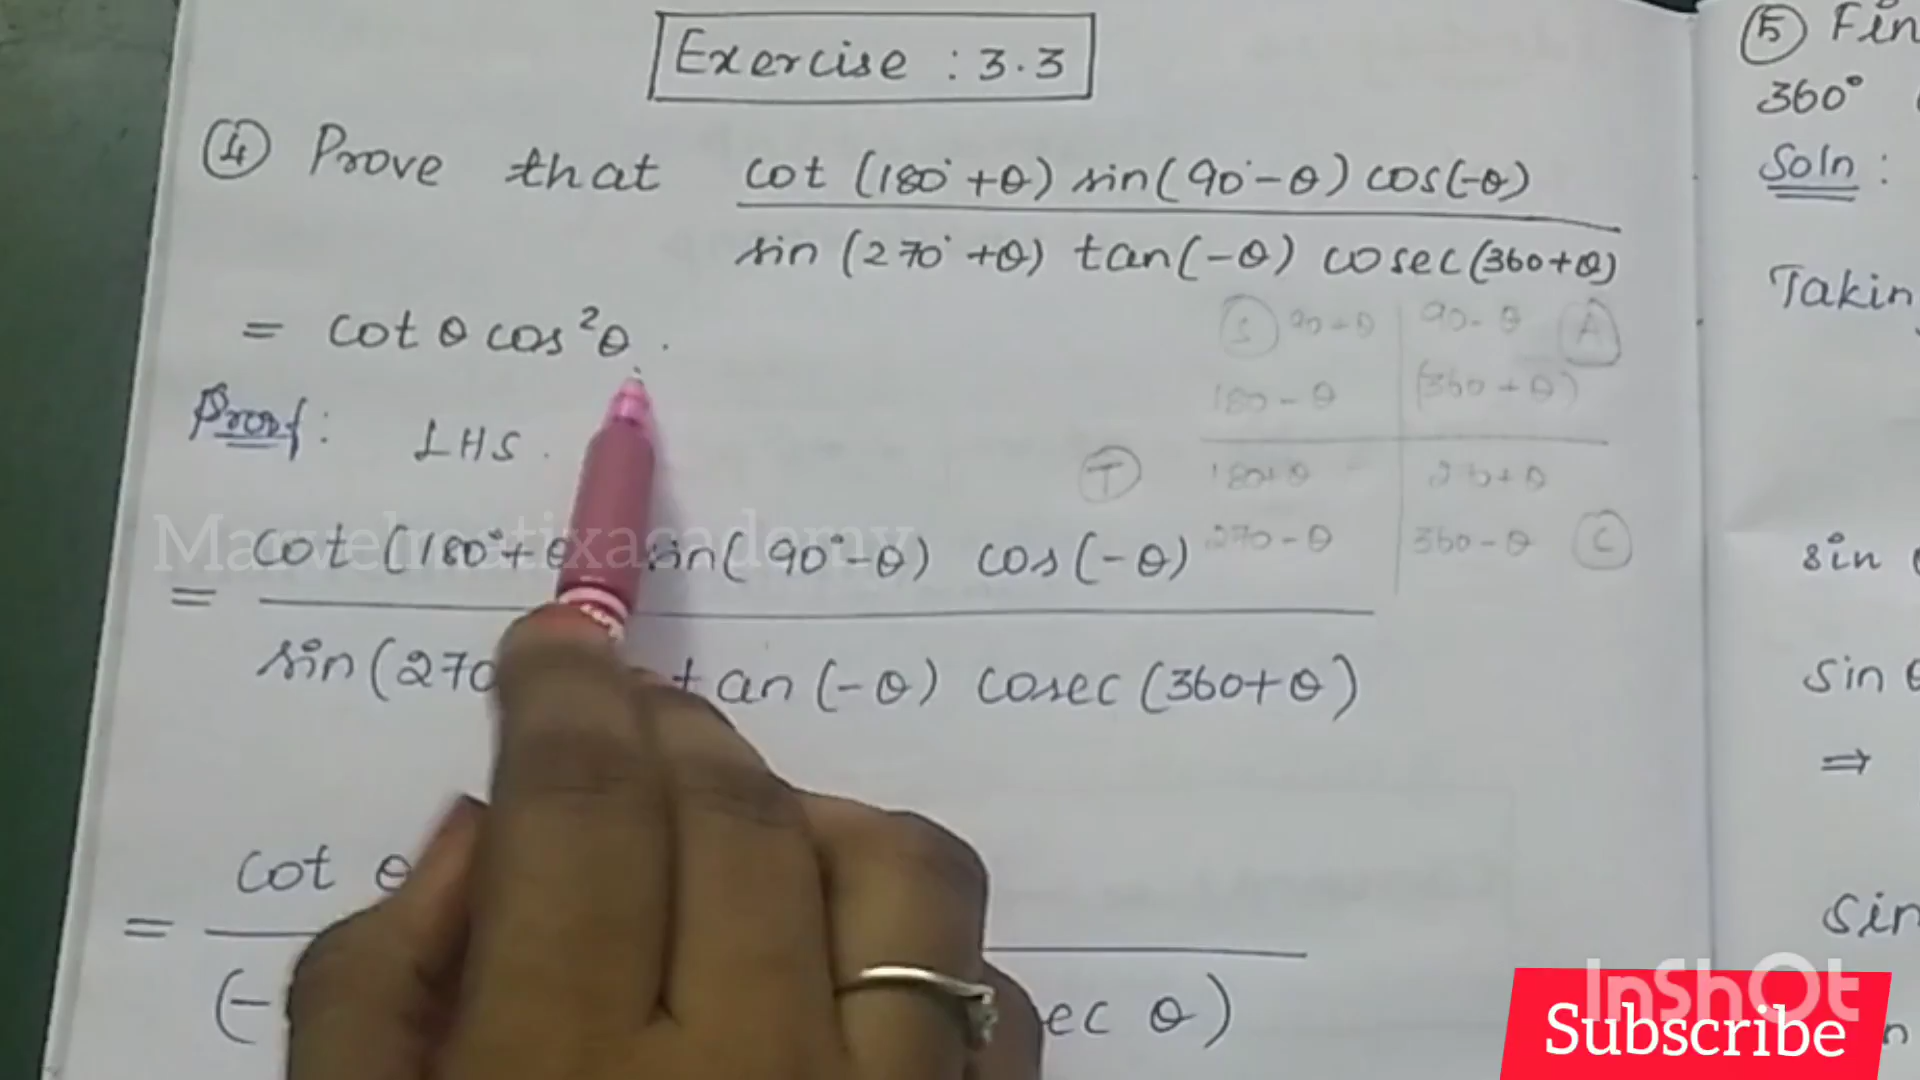 Exercise : 3.3
④ Prove that cot (180° + θ) sin(90° - θ) cos(-θ)
sin (270° + θ) tan(-θ) cosec(360+θ)
= cot θ cos²θ.
Proof: LHS.
= cot (180°+θ sin(90°-θ) cos(-θ)
sin(270 tan(-θ) cosec(360+θ)
cot θ
=
(- ec θ)
S 90+θ 90-θ A
180-θ (360+θ)
T 180+θ 270+θ
270-θ 360-θ C
⑤ Fin
360°
Soln :
Takin
sin
sin θ
⇒
sin
n
Marvelmatixacademy
InShOt
Subscribe